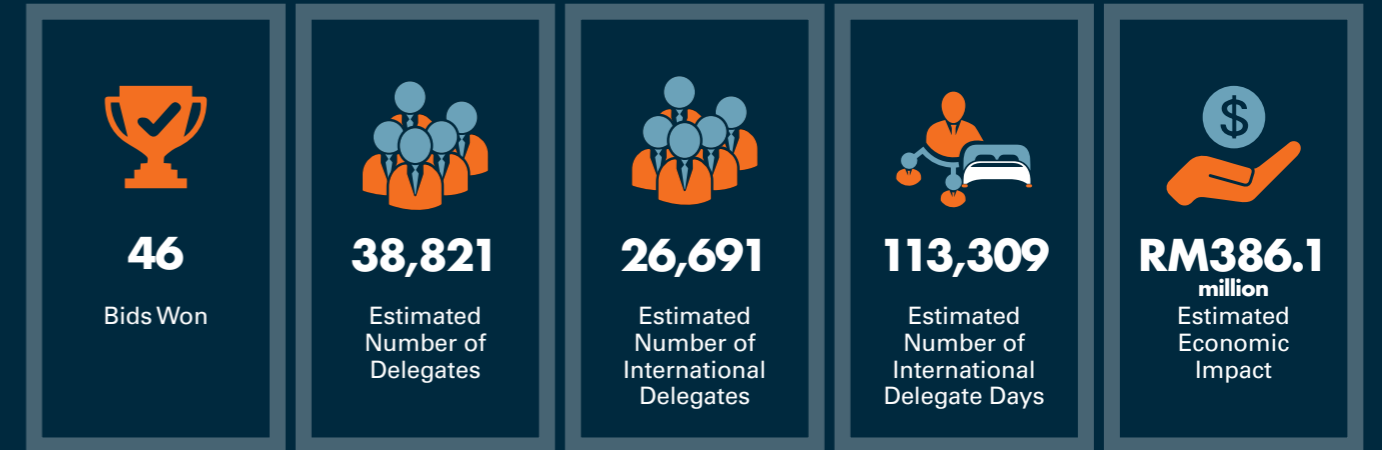 46
Bids Won
38,821
Estimated
Number of
Delegates
26,691
Estimated
Number of
International
Delegates
113,309
Estimated
Number of
International
Delegate Days
RM386.1
million
Estimated
Economic
Impact